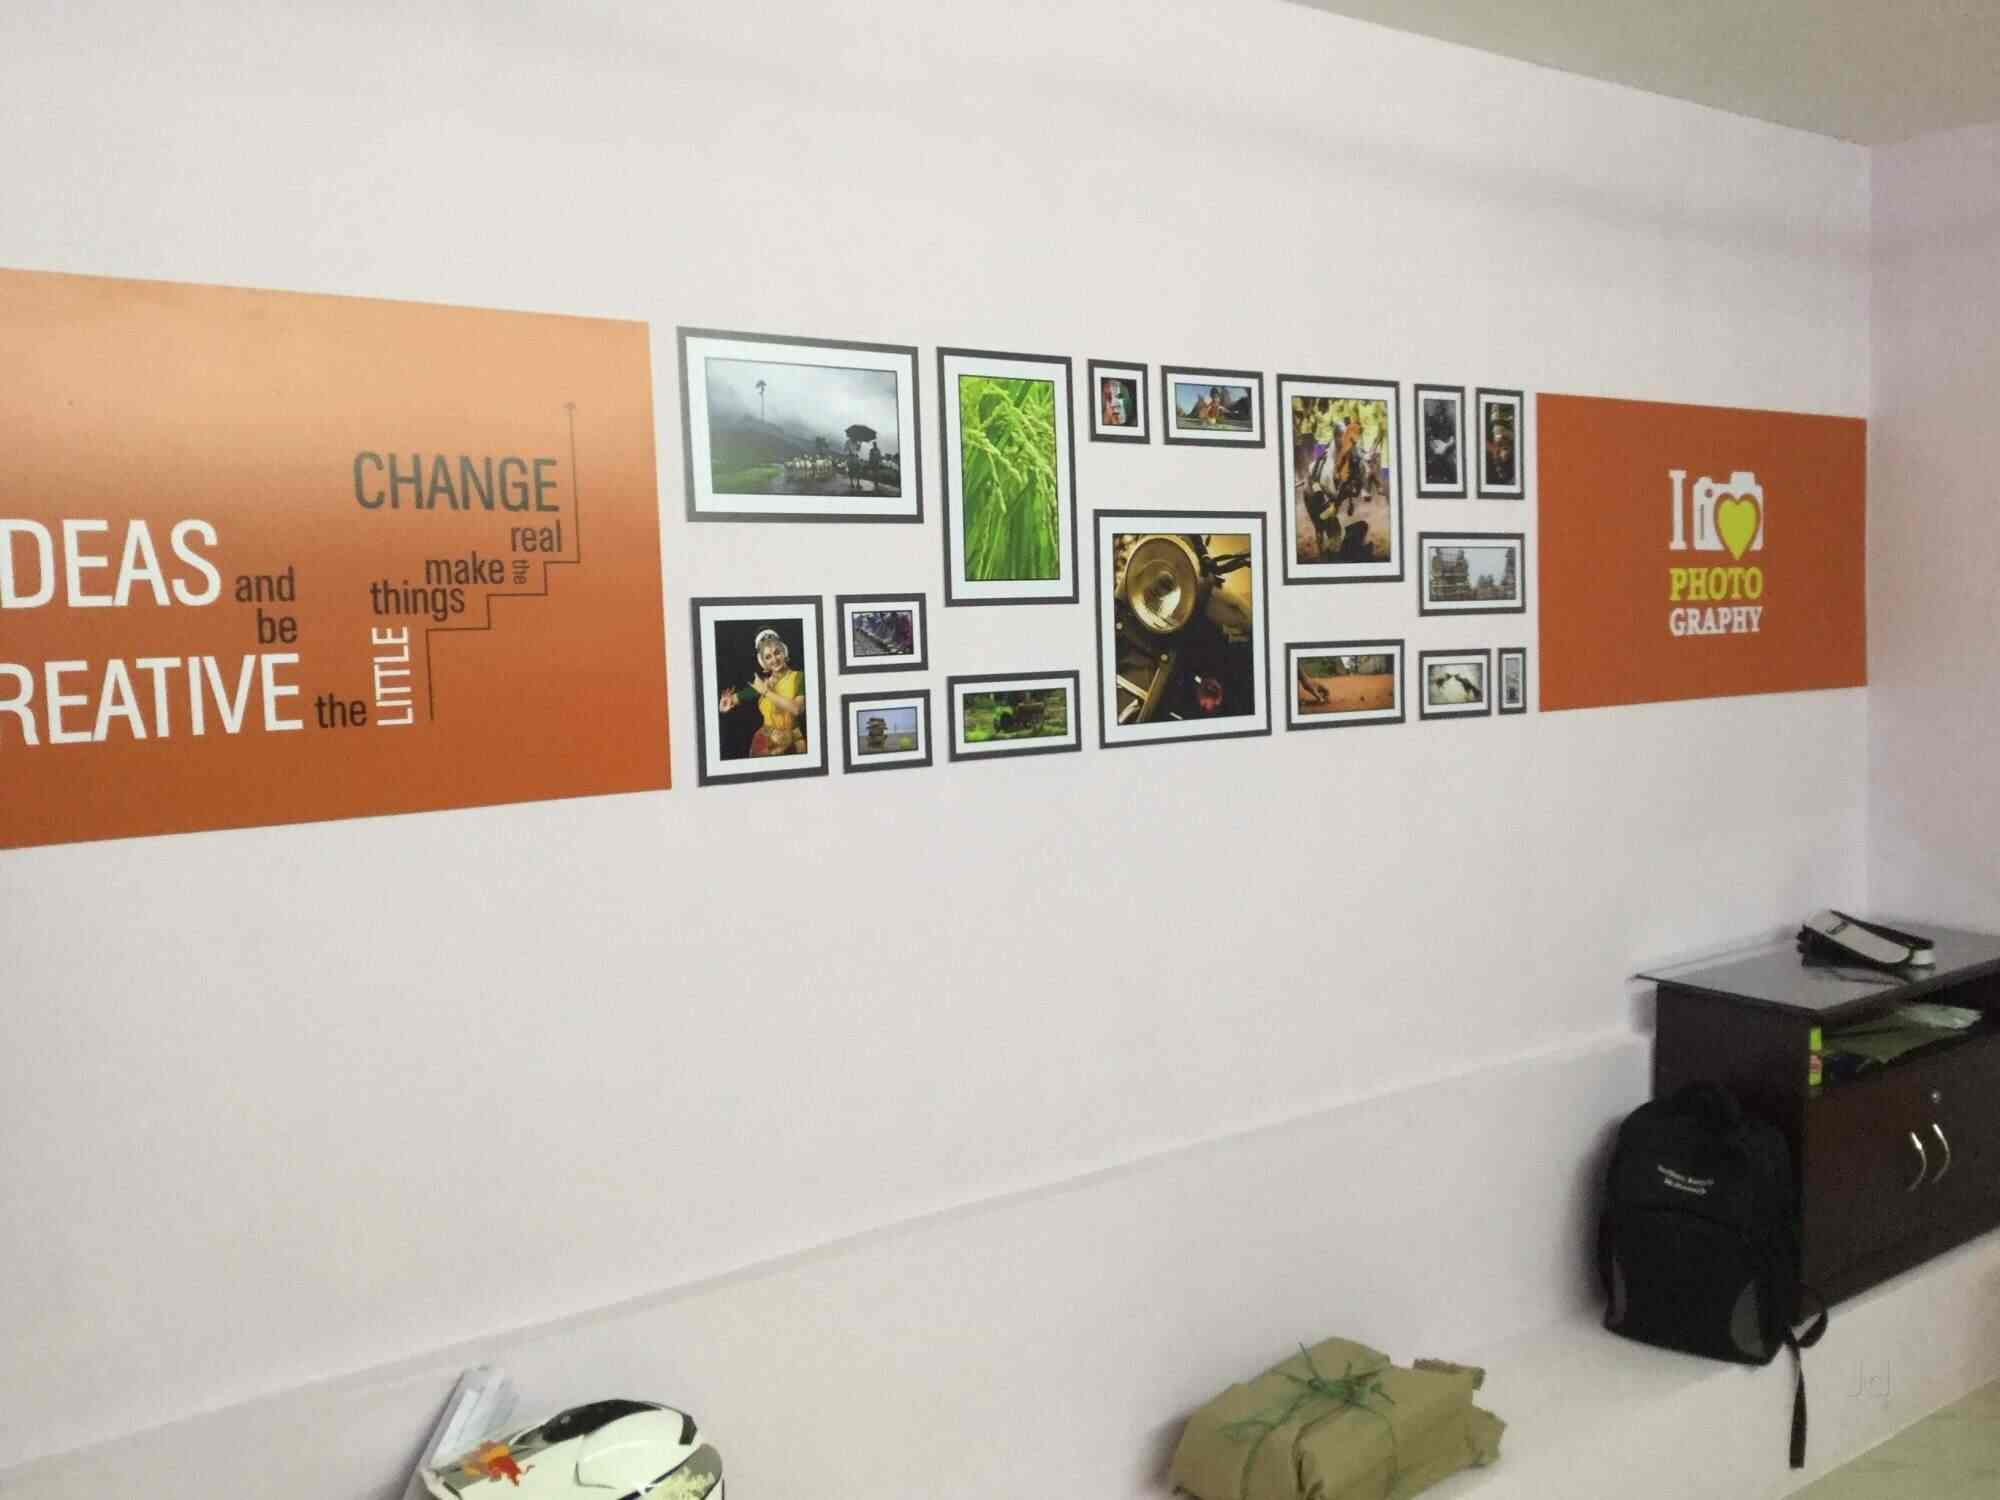 DEAS and
be
REATIVE the
LITTLE
things
make
the
real
CHANGE
I
PHOTO
GRAPHY